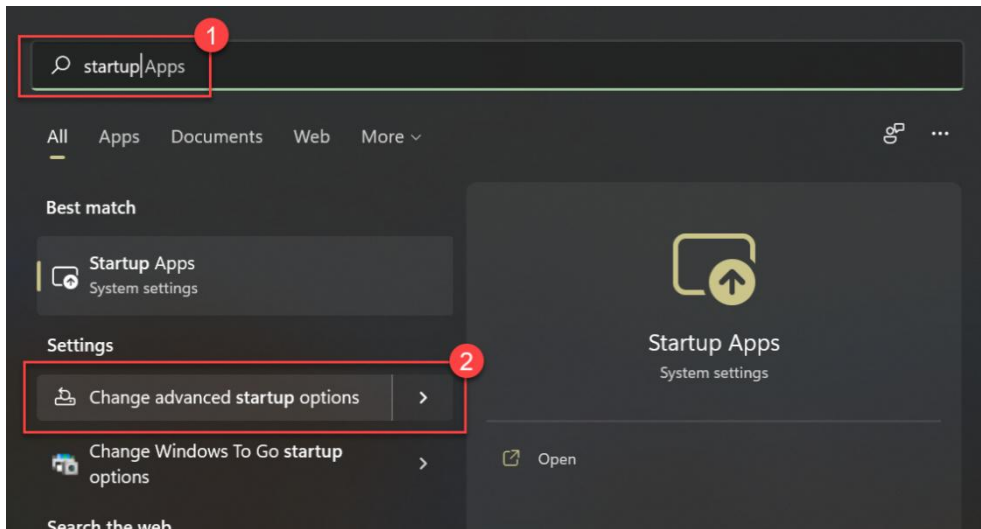 1
startup Apps
All Apps Documents Web More
Best match
Startup Apps
System settings
Startup Apps
System settings
Settings
2
Change advanced startup options
Change Windows To Go startup
options
Open
Search the web